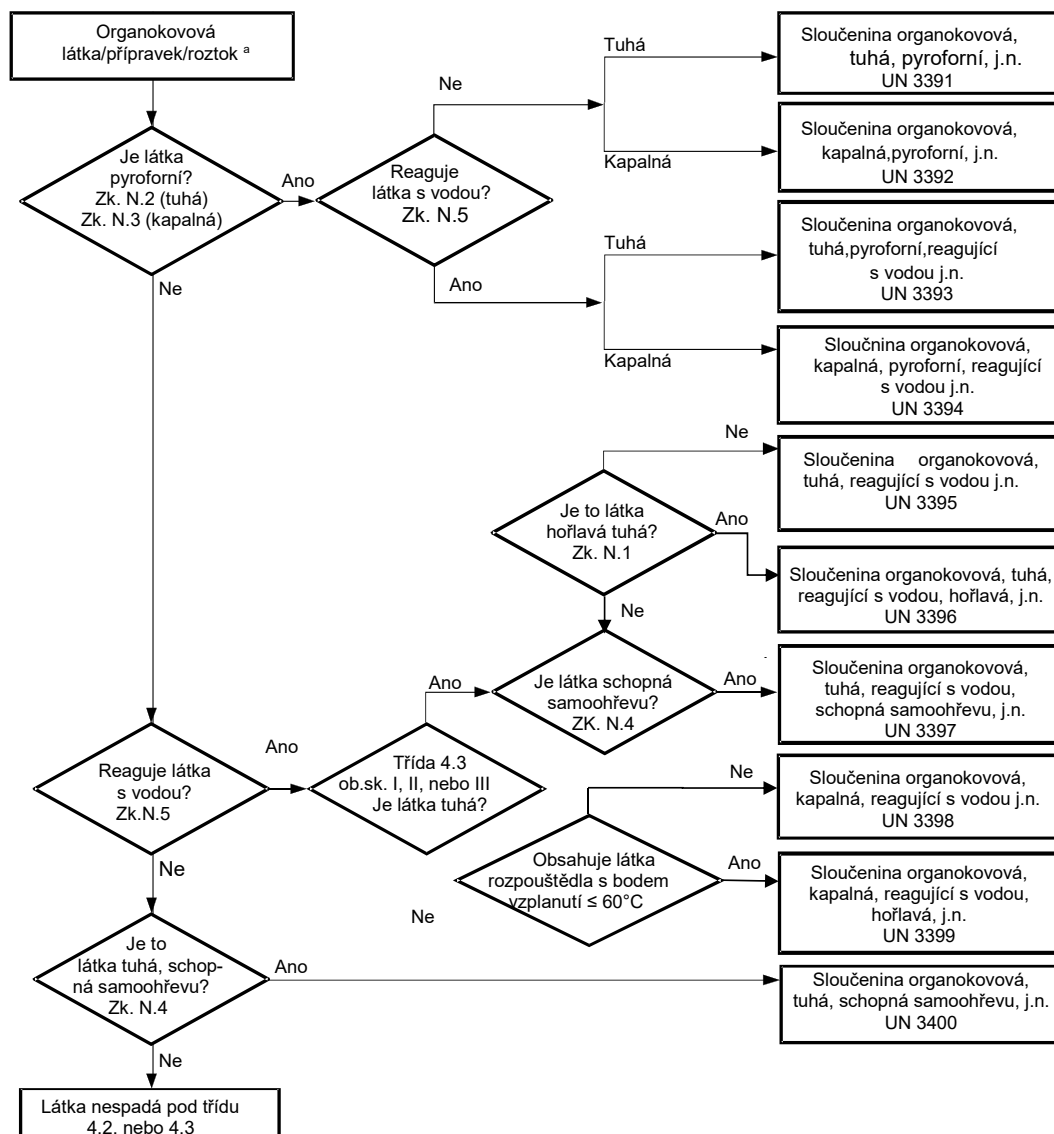 Organokovová
látka/přípravek/roztok ª
Je látka
pyroforní?
Zk. N.2 (tuhá)
Zk. N.3 (kapalná)
Ano
Ne
Reaguje
látka s vodou?
Zk. N.5
Ne
Ano
Tuhá
Kapalná
Tuhá
Kapalná
Sloučenina organokovová,
tuhá, pyroforní, j.n.
UN 3391
Sloučenina organokovová,
kapalná,pyroforní, j.n.
UN 3392
Sloučenina organokovová,
tuhá,pyroforní,reagující
s vodou j.n.
UN 3393
Sloučnina organokovová,
kapalná, pyroforní, reagující
s vodou j.n.
UN 3394
Ne
Sloučenina organokovová,
tuhá, reagující s vodou j.n.
UN 3395
Je to látka
hořlavá tuhá?
Zk. N.1
Ano
Ne
Sloučenina organokovová, tuhá,
reagující s vodou, hořlavá, j.n.
UN 3396
Je látka schopná
samoohřevu?
ZK. N.4
Ano
Ano
Sloučenina organokovová,
tuhá, reagující s vodou,
schopná samoohřevu, j.n.
UN 3397
Reaguje látka
s vodou?
Zk.N.5
Ano
Ne
Třída 4.3
ob.sk. I, II, nebo III
Je látka tuhá?
Ne
Ne
Sloučenina organokovová,
kapalná, reagující s vodou j.n.
UN 3398
Obsahuje látka
rozpouštědla s bodem
vzplanutí ≤ 60°C
Ano
Sloučenina organokovová,
kapalná, reagující s vodou,
hořlavá, j.n.
UN 3399
Je to
látka tuhá, schop-
ná samoohřevu?
Zk. N.4
Ano
Ne
Sloučenina organokovová,
tuhá, schopná samoohřevu, j.n.
UN 3400
Látka nespadá pod třídu
4.2. nebo 4.3